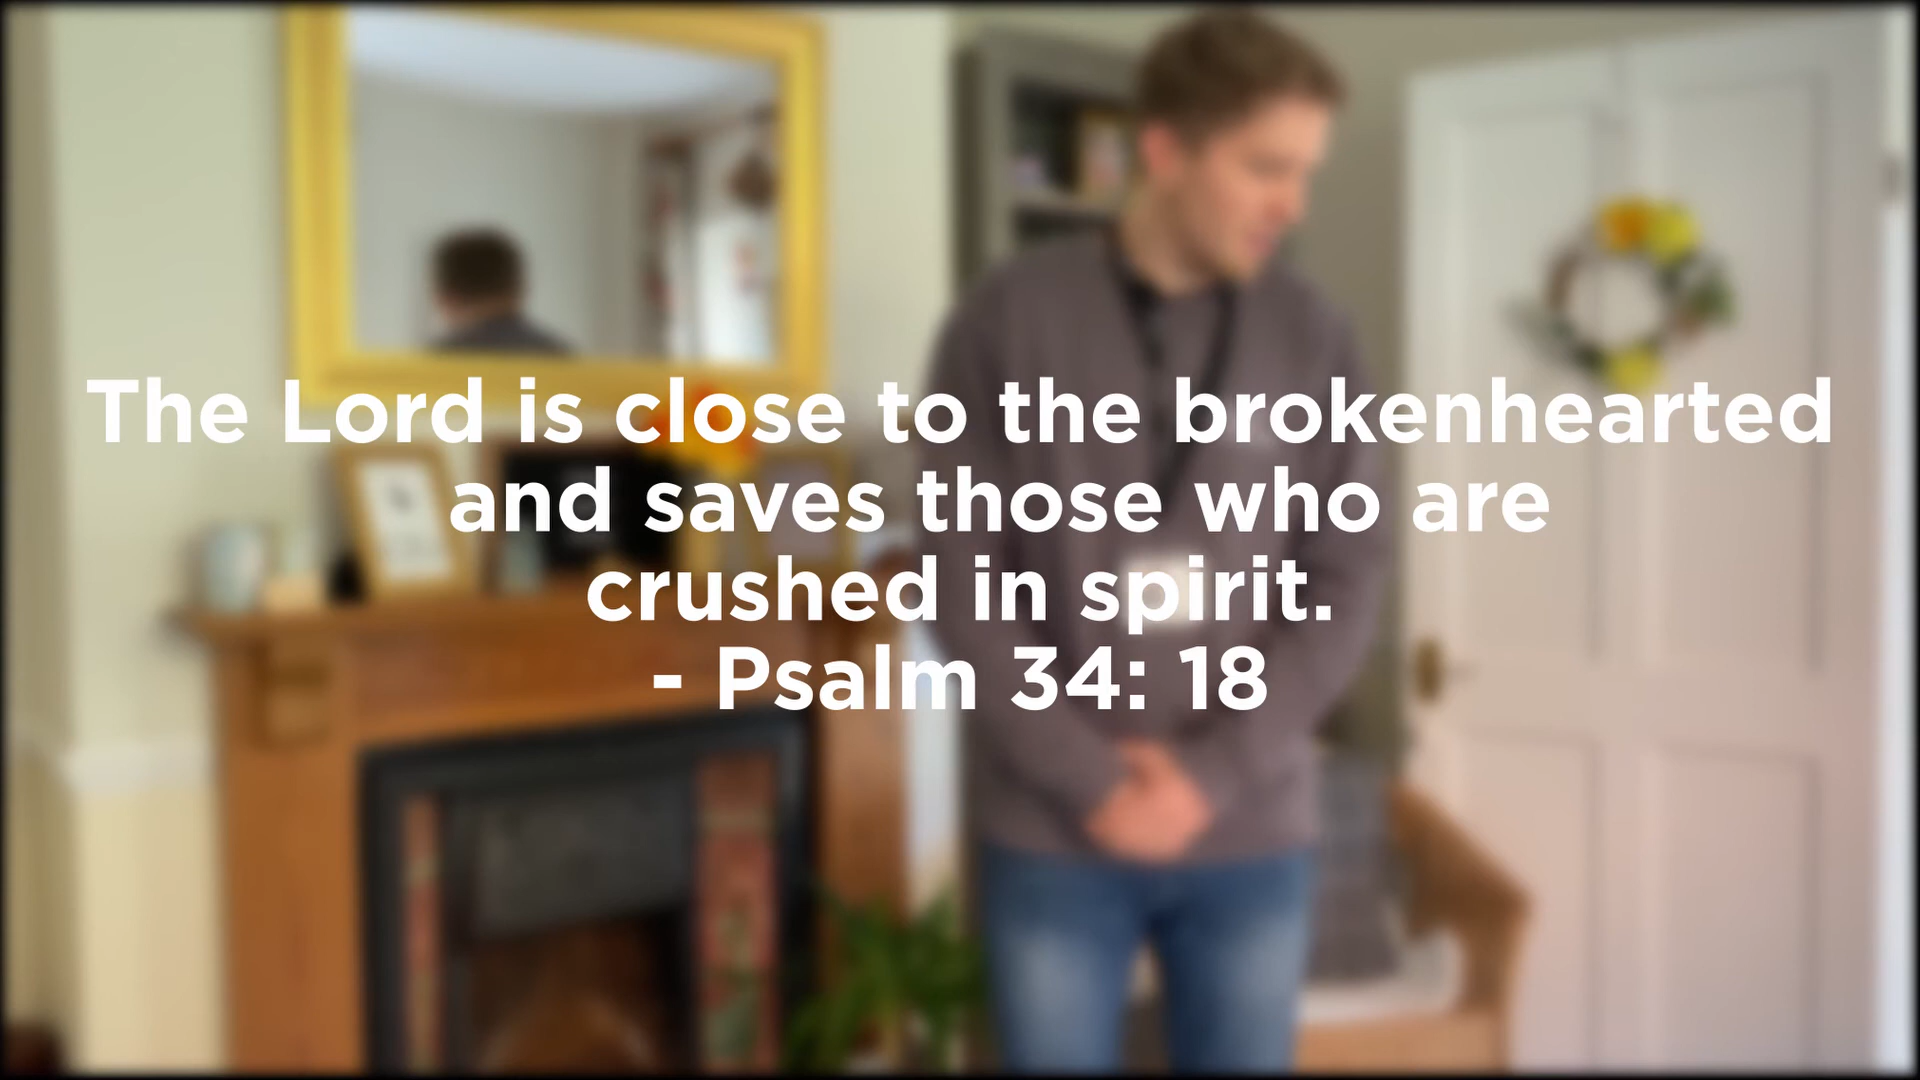 The Lord is close to the brokenhearted
and saves those who are
crushed in spirit.
- Psalm 34: 18